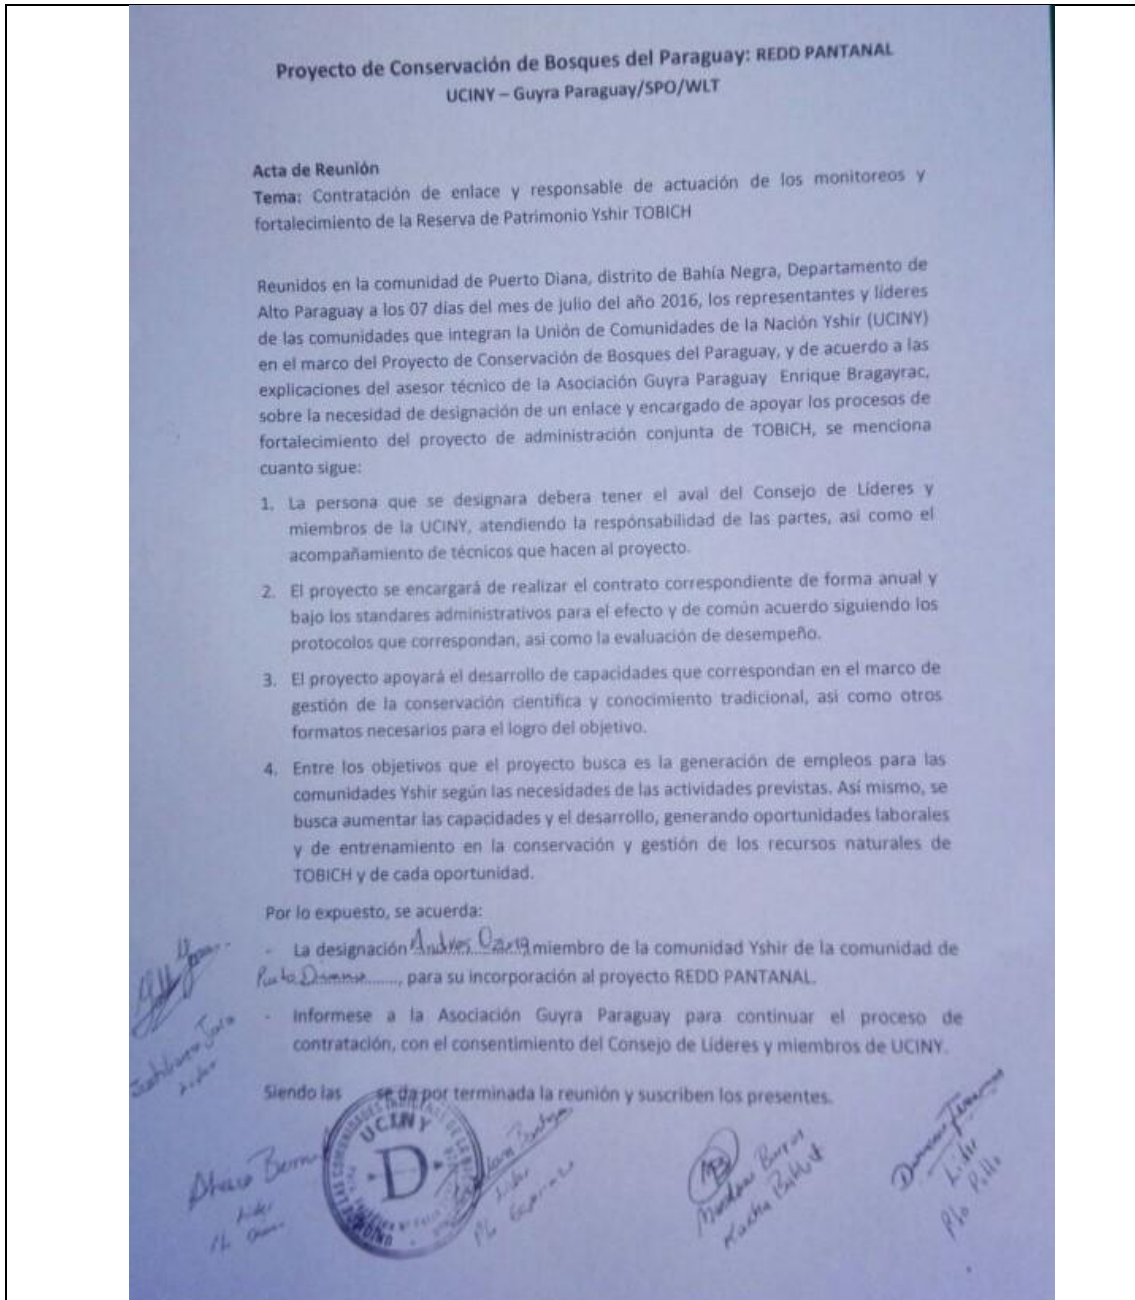 Proyecto de Conservación de Bosques del Paraguay: REDD PANTANAL
UCINY – Guyra Paraguay/SPO/WLT
Acta de Reunión
Tema: Contratación de enlace y responsable de actuación de los monitoreos y
fortalecimiento de la Reserva de Patrimonio Yshir TOBICH
Reunidos en la comunidad de Puerto Diana, distrito de Bahía Negra, Departamento de
Alto Paraguay a los 07 días del mes de julio del año 2016, los representantes y líderes
de las comunidades que integran la Unión de Comunidades de la Nación Yshir (UCINY)
en el marco del Proyecto de Conservación de Bosques del Paraguay, y de acuerdo a las
explicaciones del asesor técnico de la Asociación Guyra Paraguay Enrique Bragayrac,
sobre la necesidad de designación de un enlace y encargado de apoyar los procesos de
fortalecimiento del proyecto de administración conjunta de TOBICH, se menciona
cuanto sigue:
1. La persona que se designara debera tener el aval del Consejo de Líderes y
miembros de la UCINY, atendiendo la respónsabilidad de las partes, asi como el
acompañamiento de técnicos que hacen al proyecto.
2. El proyecto se encargará de realizar el contrato correspondiente de forma anual y
bajo los standares administrativos para el efecto y de común acuerdo siguiendo los
protocolos que correspondan, asi como la evaluación de desempeño.
3. El proyecto apoyará el desarrollo de capacidades que correspondan en el marco de
gestión de la conservación científica y conocimiento tradicional, asi como otros
formatos necesarios para el logro del objetivo.
4. Entre los objetivos que el proyecto busca es la generación de empleos para las
comunidades Yshir según las necesidades de las actividades previstas. Así mismo, se
busca aumentar las capacidades y el desarrollo, generando oportunidades laborales
y de entrenamiento en la conservación y gestión de los recursos naturales de
TOBICH y de cada oportunidad.
Por lo expuesto, se acuerda:
- La designación Andres miembro de la comunidad Yshir de la comunidad de
........, para su incorporación al proyecto REDD PANTANAL.
- Informese a la Asociación Guyra Paraguay para continuar el proceso de
contratación, con el consentimiento del Consejo de Líderes y miembros de UCINY.
Siendo las se da por terminada la reunión y suscriben los presentes.
UCINY
D
Lider
Lider
Lider